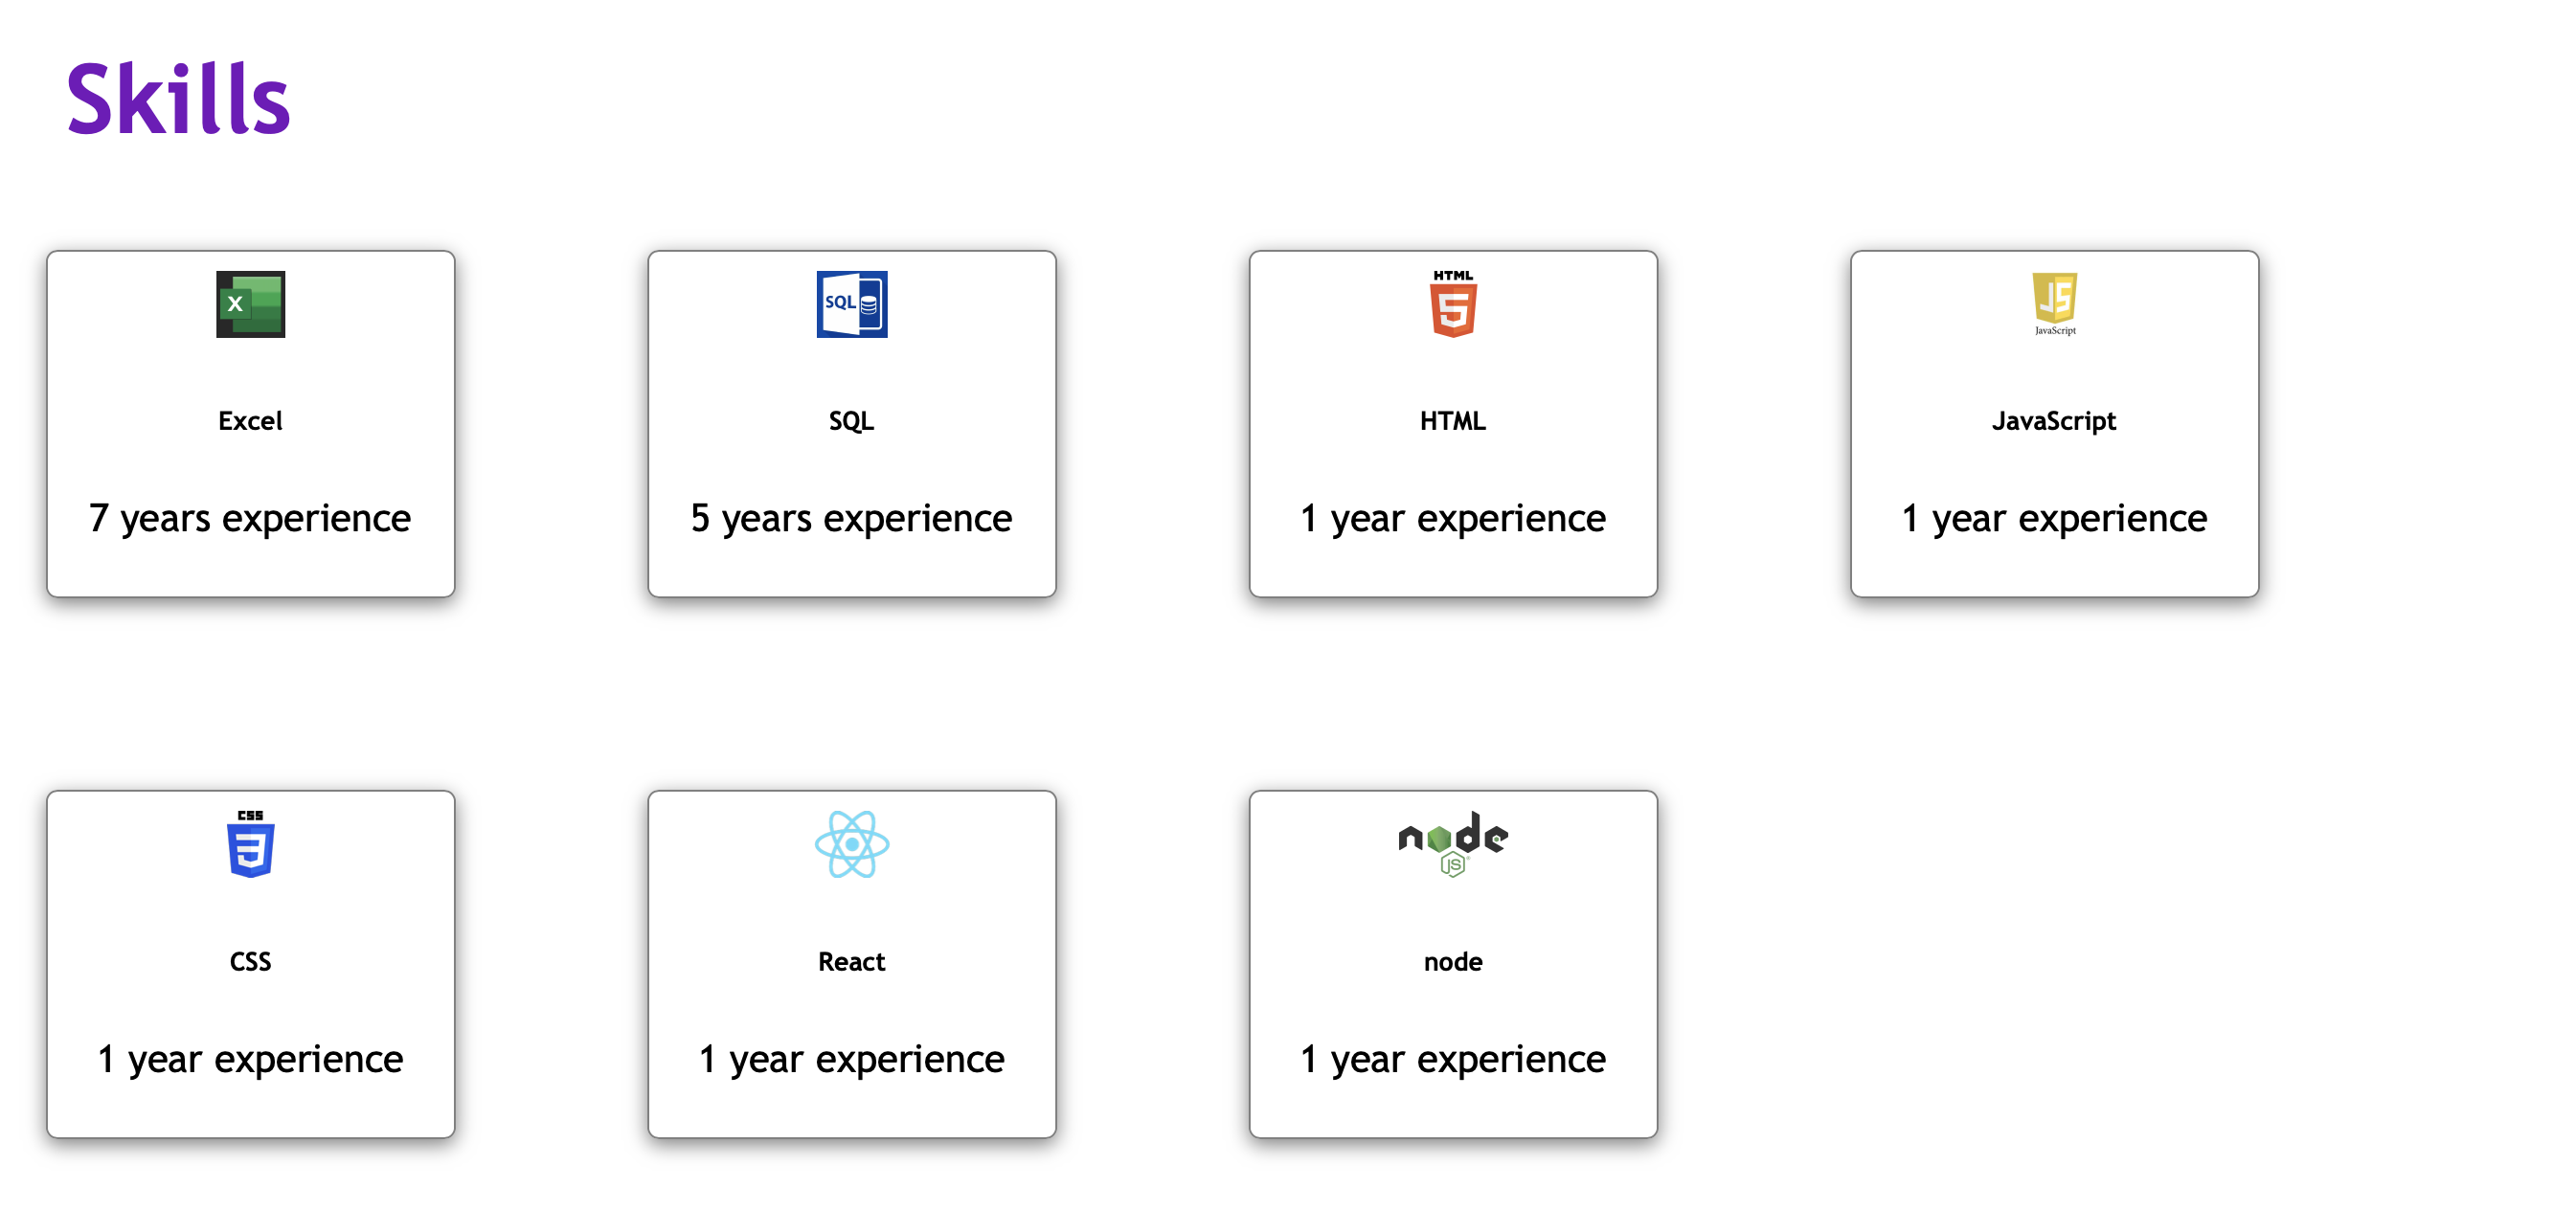 Skills
X
SQL
HTML
5
JS
JavaScript
Excel
SQL
HTML
JavaScript
7 years experience
5 years experience
1 year experience
1 year experience
CSS
3
node
JS
CSS
React
node
1 year experience
1 year experience
1 year experience